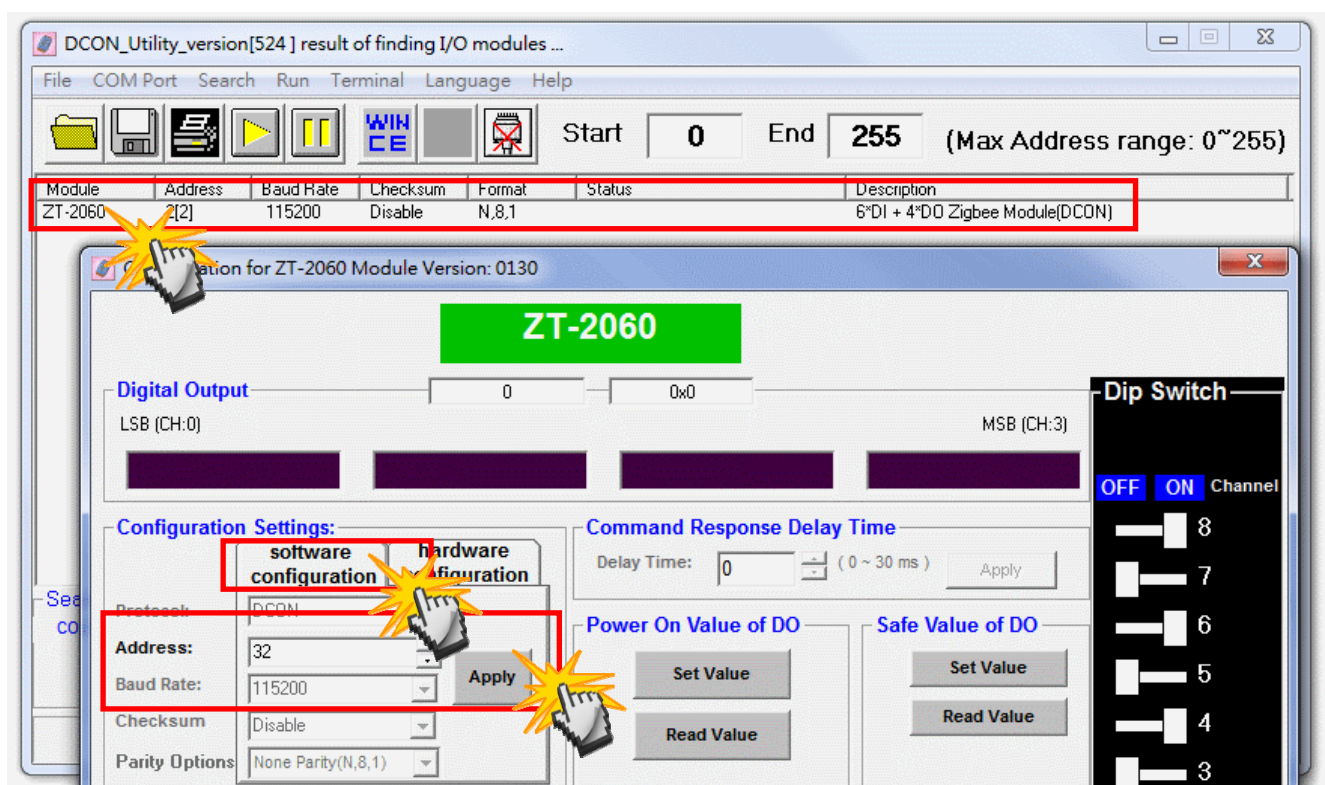 DCON_Utility_version[524 ] result of finding I/O modules ...
File COM Port Search Run Terminal Language Help
WIN
CE
Start 0 End 255 (Max Address range: 0~255)
Module Address Baud Rate Checksum Format Status Description
ZT-2060 2[2] 115200 Disable N,8,1 6*DI + 4*DO Zigbee Module(DCON)
for ZT-2060 Module Version: 0130
ZT-2060
Digital Output 0 0x0
LSB (CH:0) MSB (CH:3)
Dip Switch
OFF ON Channel
8
7
6
5
4
3
Configuration Settings:
software configuration
hardware
Protocol: DCON
Address: 32
Baud Rate: 115200
Apply
Checksum Disable
Parity Options None Parity(N,8,1)
Command Response Delay Time
Delay Time: 0 ( 0 ~ 30 ms ) Apply
Power On Value of DO
Set Value
Read Value
Safe Value of DO
Set Value
Read Value